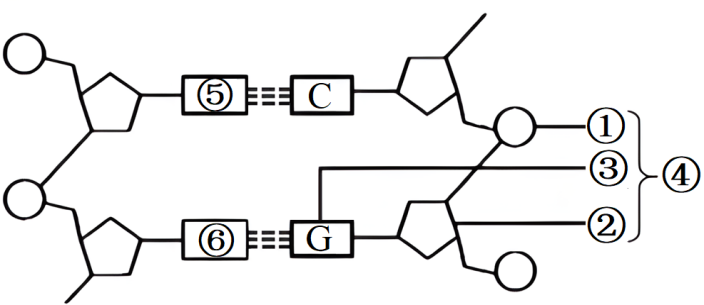 ⑤ C
①
③
④
②
⑥ G